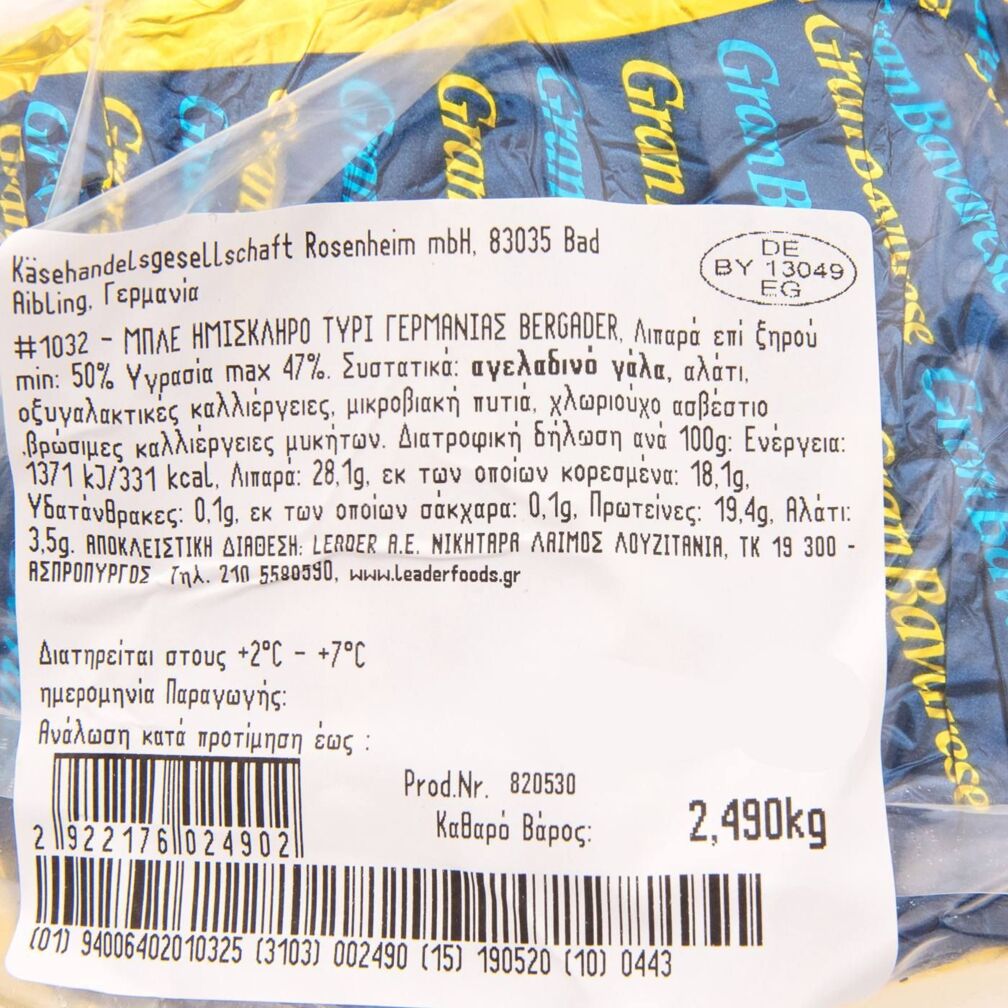 Gran Bavarese
Käsehandelsgesellschaft Rosenheim mbH, 83035 Bad
Aibling, Γερμανία
DE
BY 13049
EG
#1032 - ΜΠΛΕ ΗΜΙΣΚΛΗΡΟ ΤΥΡΙ ΓΕΡΜΑΝΙΑΣ BERGADER, Λιπαρά επί ξηρού
min: 50% Υγρασία max 47%. Συστατικά: αγελαδινό γάλα, αλάτι,
οξυγαλακτικές καλλιέργειες, μικροβιακή πυτιά, χλωριούχο ασβέστιο
,βρώσιμες καλλιέργειες μυκήτων. Διατροφική δήλωση ανά 100g: Ενέργεια:
1371 kJ/331 kcal, Λιπαρά: 28,1g, εκ των οποίων κορεσμένα: 18,1g,
Υδατάνθρακες: 0,1g, εκ των οποίων σάκχαρα: 0,1g, Πρωτείνες: 19,4g, Αλάτι:
3,5g. ΑΠΟΚΛΕΙΣΤΙΚΗ ΔΙΑΘΕΣΗ: LEADER A.E. ΝΙΚΗΤΑΡΑ ΛΑΙΜΟΣ ΛΟΥΖΙΤΑΝΙΑ, ΤΚ 19 300 -
ΑΣΠΡΟΠΥΡΓΟΣ Τηλ. 210 5580590, www.leaderfoods.gr
Διατηρείται στους +2°C - +7°C
ημερομηνία Παραγωγής:
Ανάλωση κατά προτίμηση έως :
Prod.Nr. 820530
Καθαρό Βάρος: 2,490kg
2 922176 024902
(01) 94006402010325 (3103) 002490 (15) 190520 (10) 0443